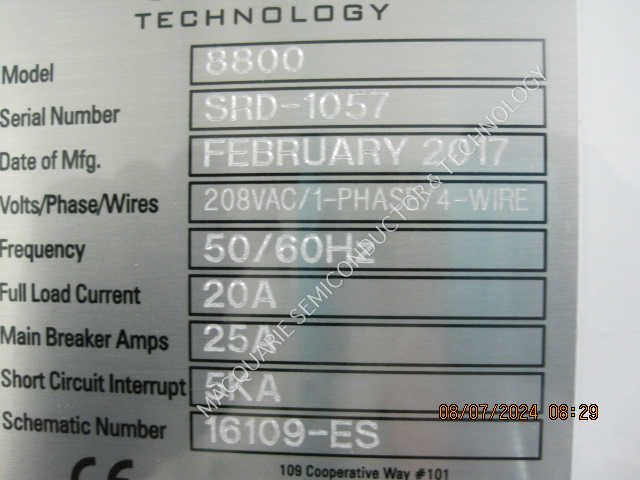 TECHNOLOGY
Model 8800
Serial Number SRD-1057
Date of Mfg. FEBRUARY 2017
Volts/Phase/Wires 208VAC/1-PHASE/4-WIRE
Frequency 50/60Hz
Full Load Current 20A
Main Breaker Amps 25A
Short Circuit Interrupt 5KA
Schematic Number 16109-ES
CE
109 Cooperative Way #101
MACQUARIE SEMICONDUCTOR & TECHNOLOGY
08/07/2024 08:29